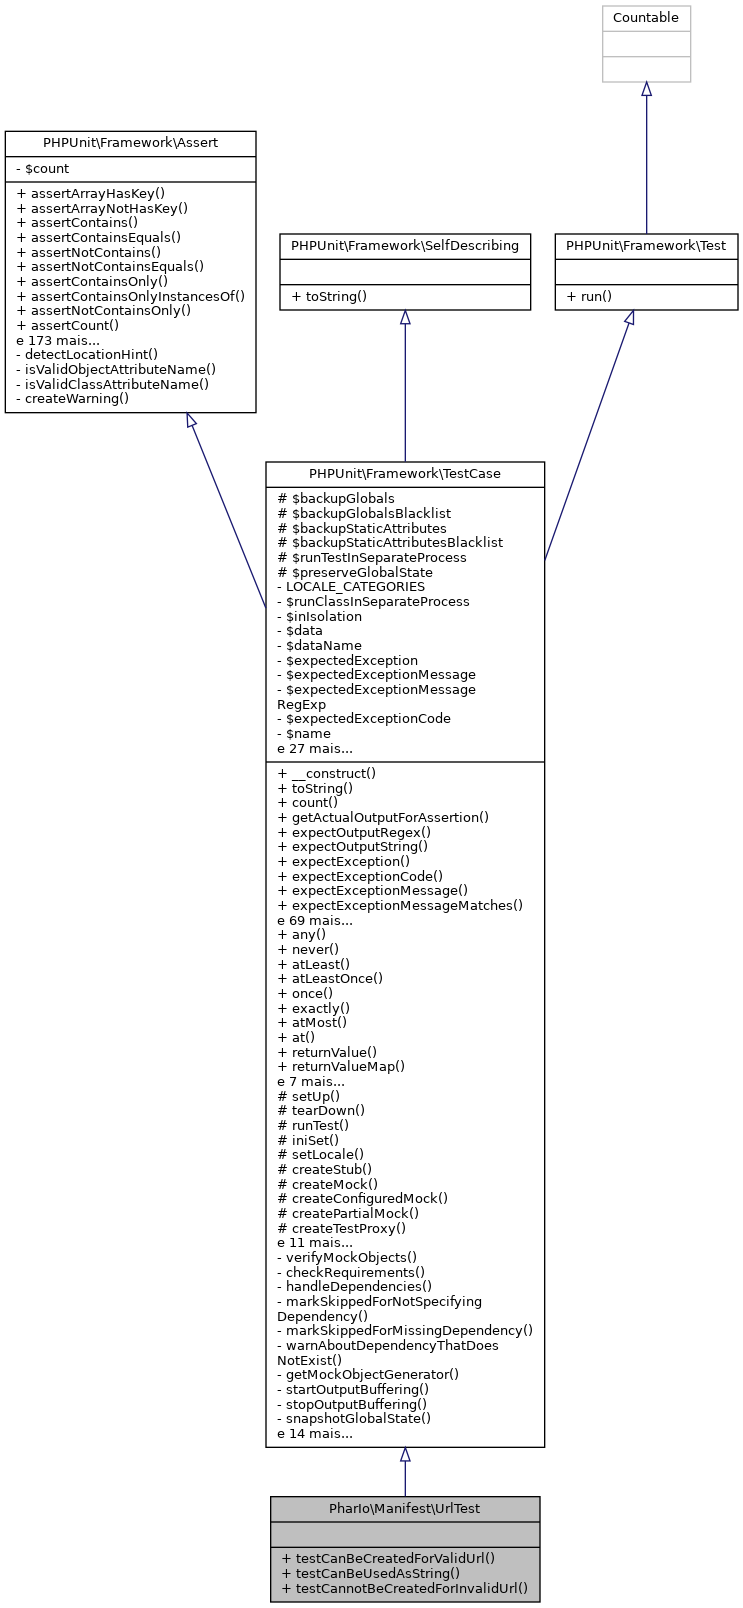 Countable
PHPUnit\Framework\Assert
- $count
+ assertArrayHasKey()
+ assertArrayNotHasKey()
+ assertContains()
+ assertContainsEquals()
+ assertNotContains()
+ assertNotContainsEquals()
+ assertContainsOnly()
+ assertContainsOnlyInstancesOf()
+ assertNotContainsOnly()
+ assertCount()
e 173 mais...
- detectLocationHint()
- isValidObjectAttributeName()
- isValidClassAttributeName()
- createWarning()
PHPUnit\Framework\SelfDescribing
+ toString()
PHPUnit\Framework\Test
+ run()
PHPUnit\Framework\TestCase
# $backupGlobals
# $backupGlobalsBlacklist
# $backupStaticAttributes
# $backupStaticAttributesBlacklist
# $runTestInSeparateProcess
# $preserveGlobalState
- LOCALE_CATEGORIES
- $runClassInSeparateProcess
- $inIsolation
- $data
- $dataName
- $expectedException
- $expectedExceptionMessage
- $expectedExceptionMessage
RegExp
- $expectedExceptionCode
- $name
e 27 mais...
+ __construct()
+ toString()
+ count()
+ getActualOutputForAssertion()
+ expectOutputRegex()
+ expectOutputString()
+ expectException()
+ expectExceptionCode()
+ expectExceptionMessage()
+ expectExceptionMessageMatches()
e 69 mais...
+ any()
+ never()
+ atLeast()
+ atLeastOnce()
+ once()
+ exactly()
+ atMost()
+ at()
+ returnValue()
+ returnValueMap()
e 7 mais...
# setUp()
# tearDown()
# runTest()
# iniSet()
# setLocale()
# createStub()
# createMock()
# createConfiguredMock()
# createPartialMock()
# createTestProxy()
e 11 mais...
- verifyMockObjects()
- checkRequirements()
- handleDependencies()
- markSkippedForNotSpecifying
Dependency()
- markSkippedForMissingDependency()
- warnAboutDependencyThatDoes
NotExist()
- getMockObjectGenerator()
- startOutputBuffering()
- stopOutputBuffering()
- snapshotGlobalState()
e 14 mais...
PharIo\Manifest\UrlTest
+ testCanBeCreatedForValidUrl()
+ testCanBeUsedAsString()
+ testCannotBeCreatedForInvalidUrl()